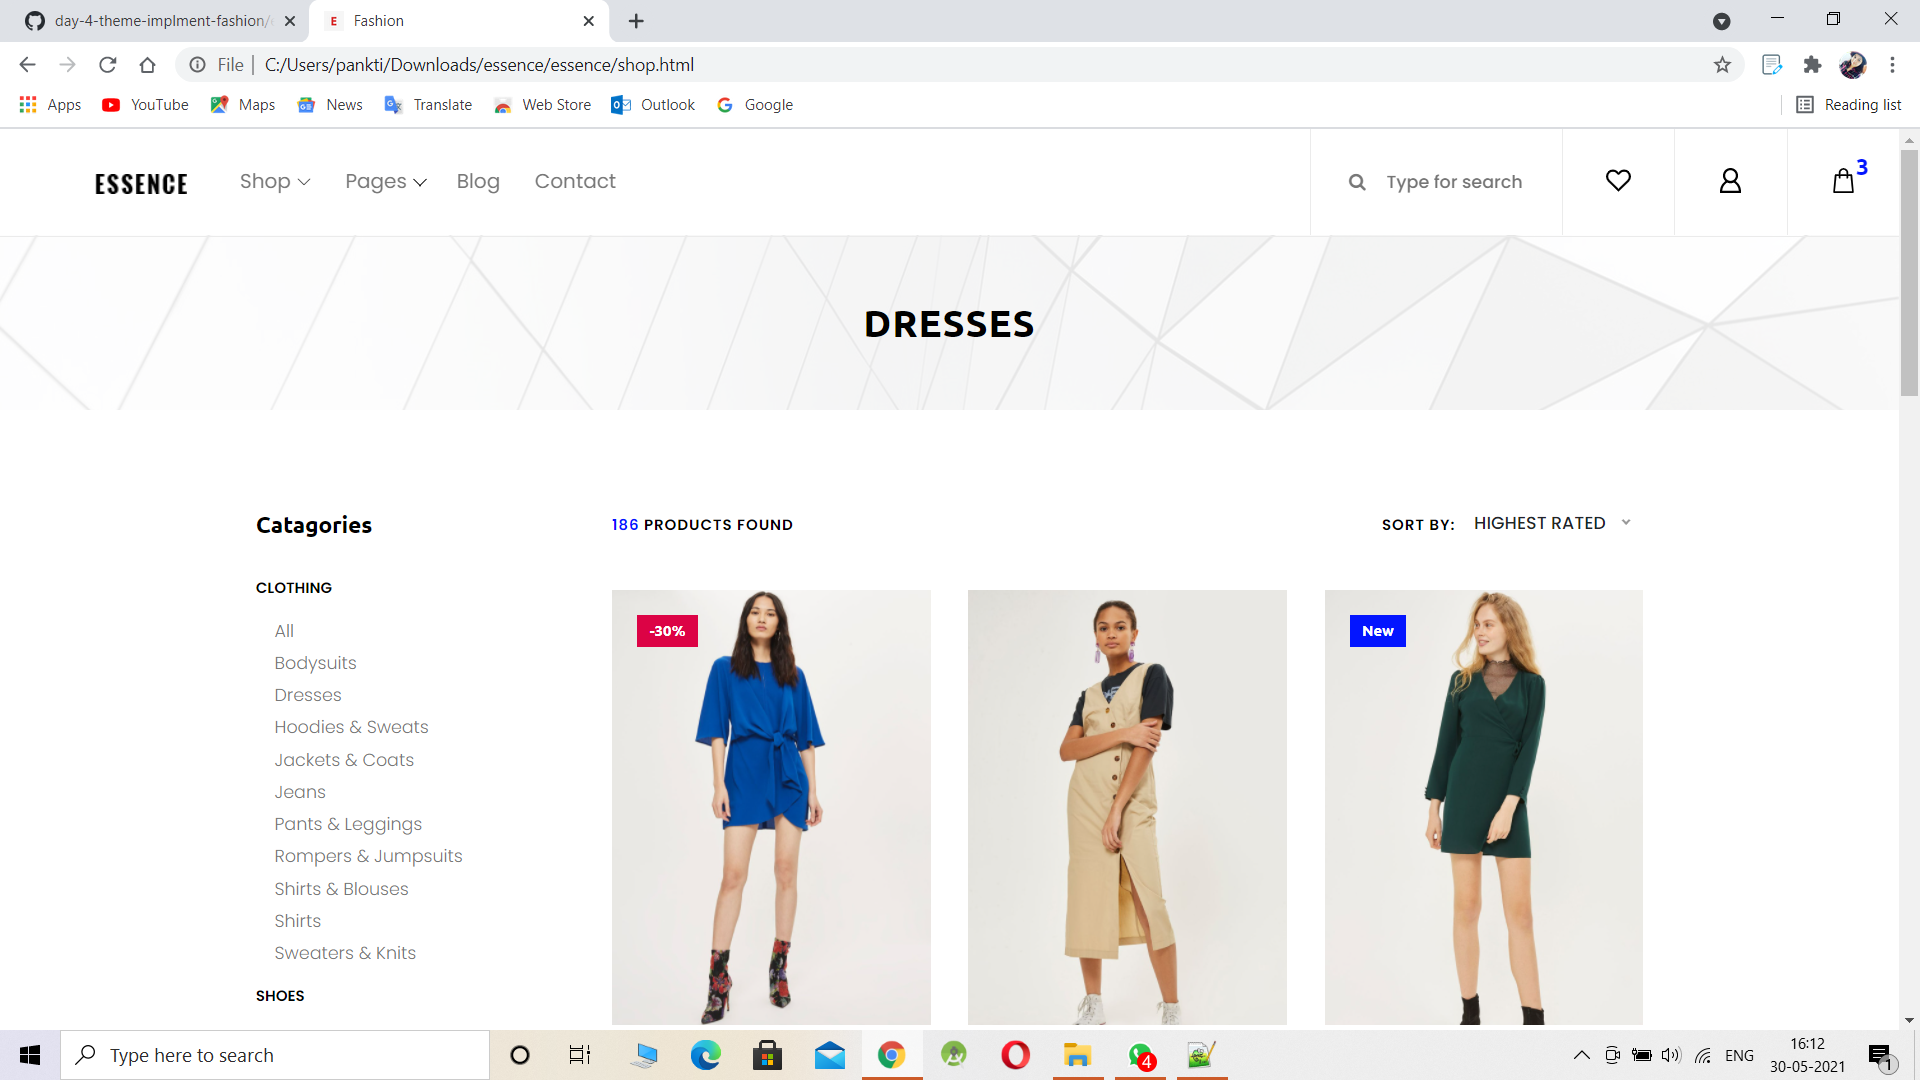 day-4-theme-implment-fashion/
Fashion
File | C:/Users/pankti/Downloads/essence/essence/shop.html
Apps YouTube Maps News Translate Web Store Outlook Google Reading list
ESSENCE Shop Pages Blog Contact Type for search 3
DRESSES
Catagories
186 PRODUCTS FOUND
SORT BY: HIGHEST RATED
CLOTHING
All
Bodysuits
Dresses
Hoodies & Sweats
Jackets & Coats
Jeans
Pants & Leggings
Rompers & Jumpsuits
Shirts & Blouses
Shirts
Sweaters & Knits
SHOES
-30%
New
Type here to search
4
ENG
16:12
30-05-2021
1